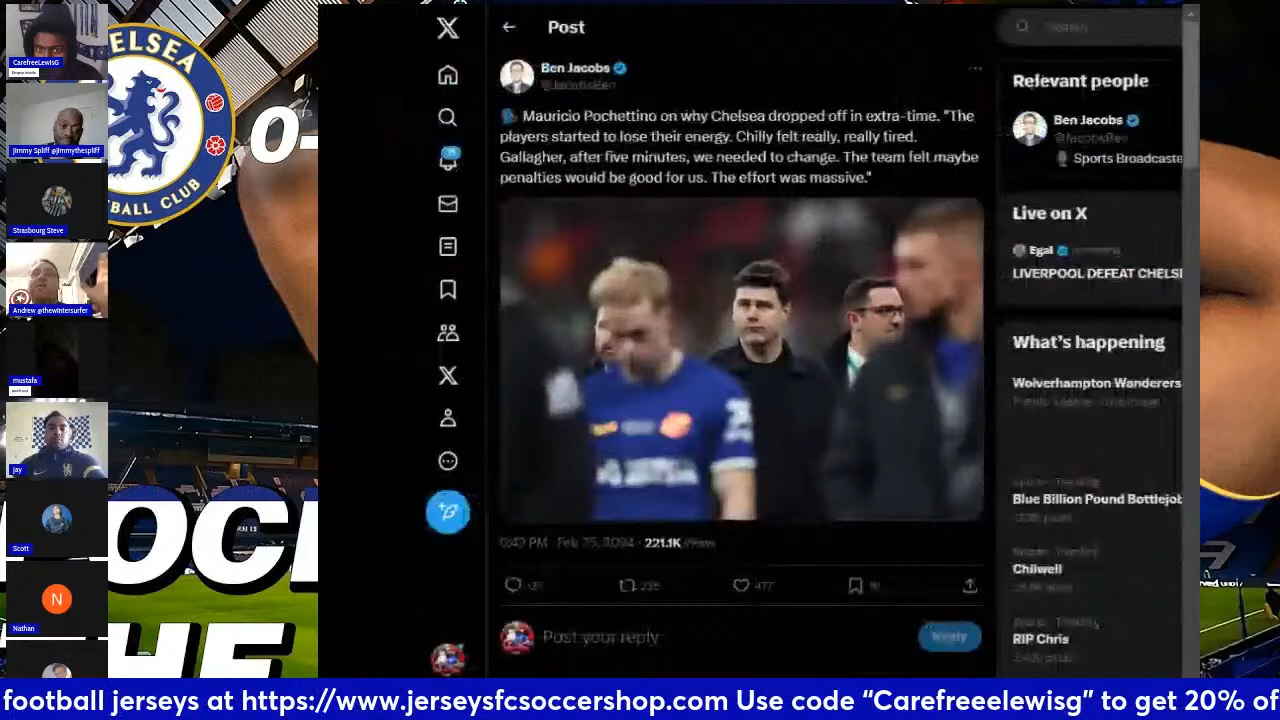 CarefreeLewisG
Jimmy Spliff @jimmythespliff
Strasbourg Steve
Andrew @thewintersurfer
mustafa
Jay
Scott
N
Nathan
ELSEA
BALL CLUB
0-
OCI
HE
Post
Ben Jacobs
Mauricio Pochettino on why Chelsea dropped off in extra-time. "The
players started to lose their energy. Chilly felt really, really tired.
Gallagher, after five minutes, we needed to change. The team felt maybe
penalties would be good for us. The effort was massive."
221.1K Views
477
Post your reply
Reply
Search
Relevant people
Ben Jacobs
Sports Broadcaste
Live on X
Egal
LIVERPOOL DEFEAT CHELSI
What's happening
Wolverhampton Wanderers
Blue Billion Pound Bottlejob
Chilwell
RIP Chris
football jerseys at https://www.jerseysfcsoccershop.com Use code “Carefreeelewisg” to get 20% of